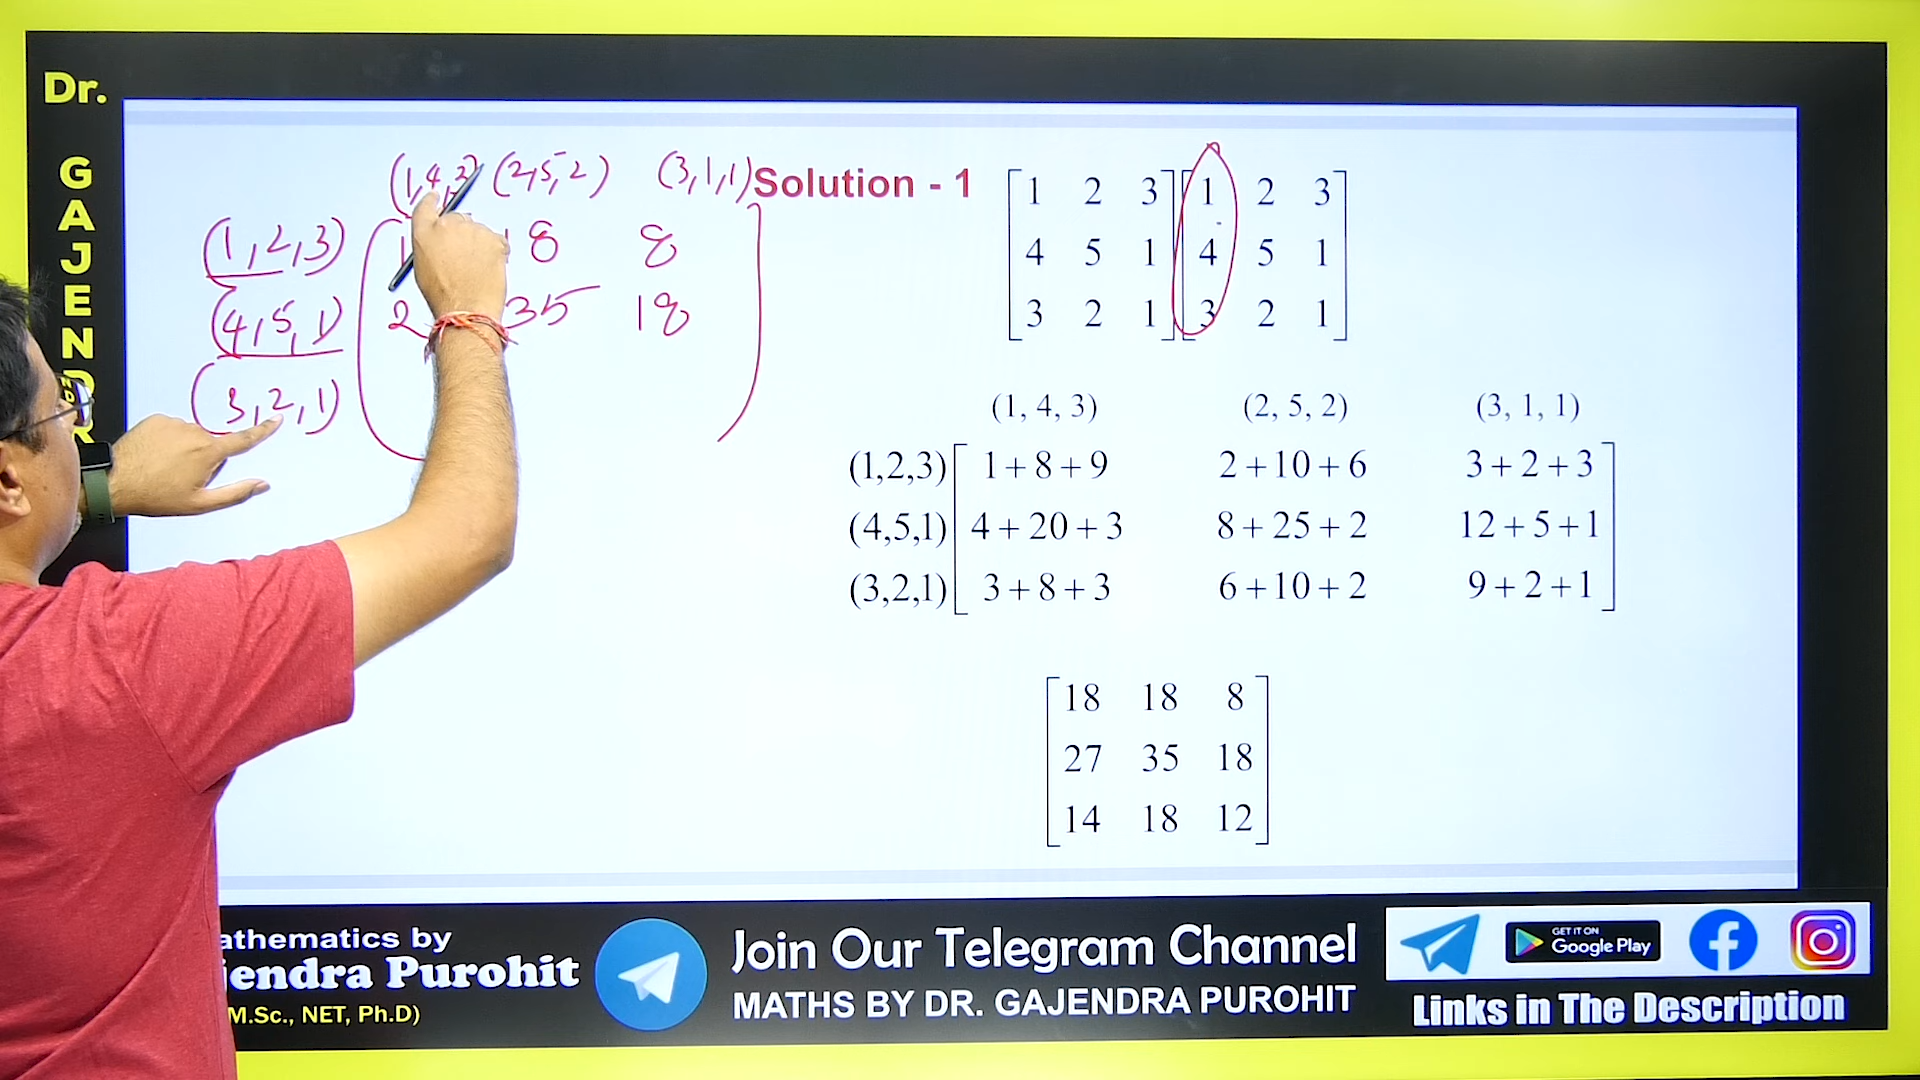 Dr.
GAJENDR
(1,4,3) (2,5,2) (3,1,1)
(1,2,3) 1 18 8
(4,5,1) 2 35 18
(3,2,1)
Solution - 1
1 2 3 1 2 3
4 5 1 4 5 1
3 2 1 3 2 1
(1, 4, 3) (2, 5, 2) (3, 1, 1)
(1,2,3) 1+8+9 2+10+6 3+2+3
(4,5,1) 4+20+3 8+25+2 12+5+1
(3,2,1) 3+8+3 6+10+2 9+2+1
18 18 8
27 35 18
14 18 12
athematics by
jendra Purohit
M.Sc., NET, Ph.D)
Join Our Telegram Channel
MATHS BY DR. GAJENDRA PUROHIT
GET IT ON
Google Play
Links in The Description